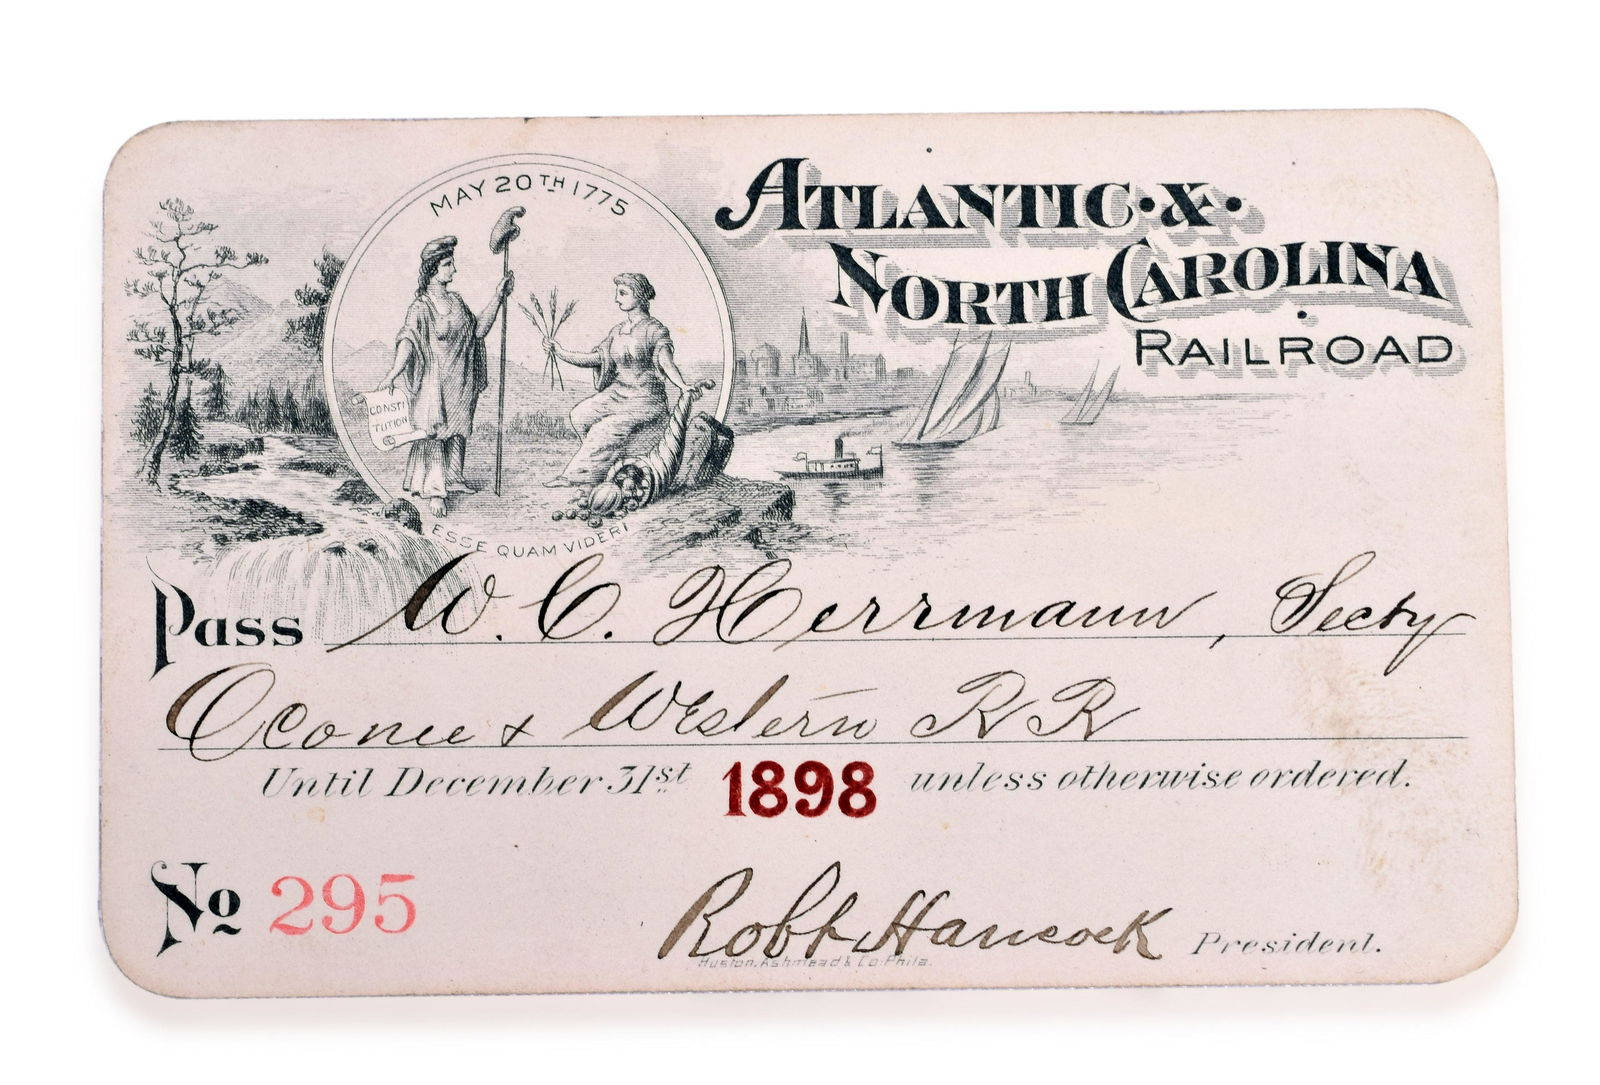 MAY 20TH 1775
ATLANTIC · & ·
NORTH CAROLINA
RAILROAD
CONSTI
TUTION
ESSE QUAM VIDERI
Pass W. C. Herrmann, Secty
Oconee & Western R R
Until December 31st 1898 unless otherwise ordered.
No 295
Robt Hancock President.
Huston, Ashmead & Co. Phila.